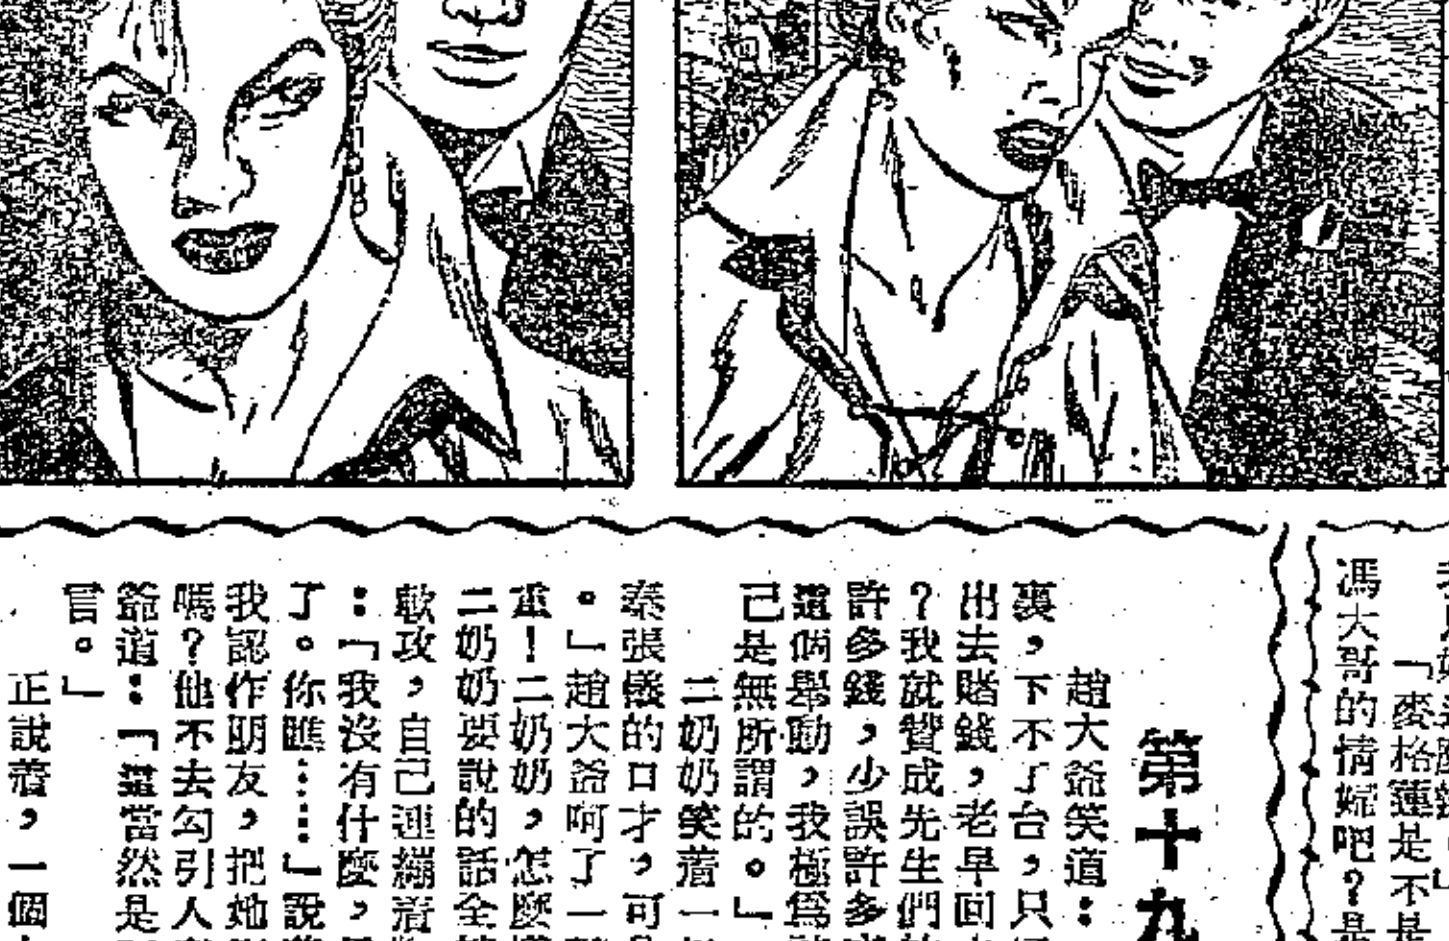 「麥格蓮是不是
馮大哥的情婦吧?是
第十九
趙大爺笑道:
裏,下不了台,只
出去賭錢,老早回
?我就贊成先生們
許多錢,少誤許多
這個舉動,我極爲
己是無所謂的。」
二奶奶笑着一
秦張儀的口才,可
。」趙大爺呵了一
重!二奶奶,怎麼
二奶奶要說的話全
軟攻,自己連繃着
:「我沒有什麼,
了。你瞧……」說
我認作朋友,把她
嗎?他不去勾引人
爺道:「這當然是
言。」
正說着,一個